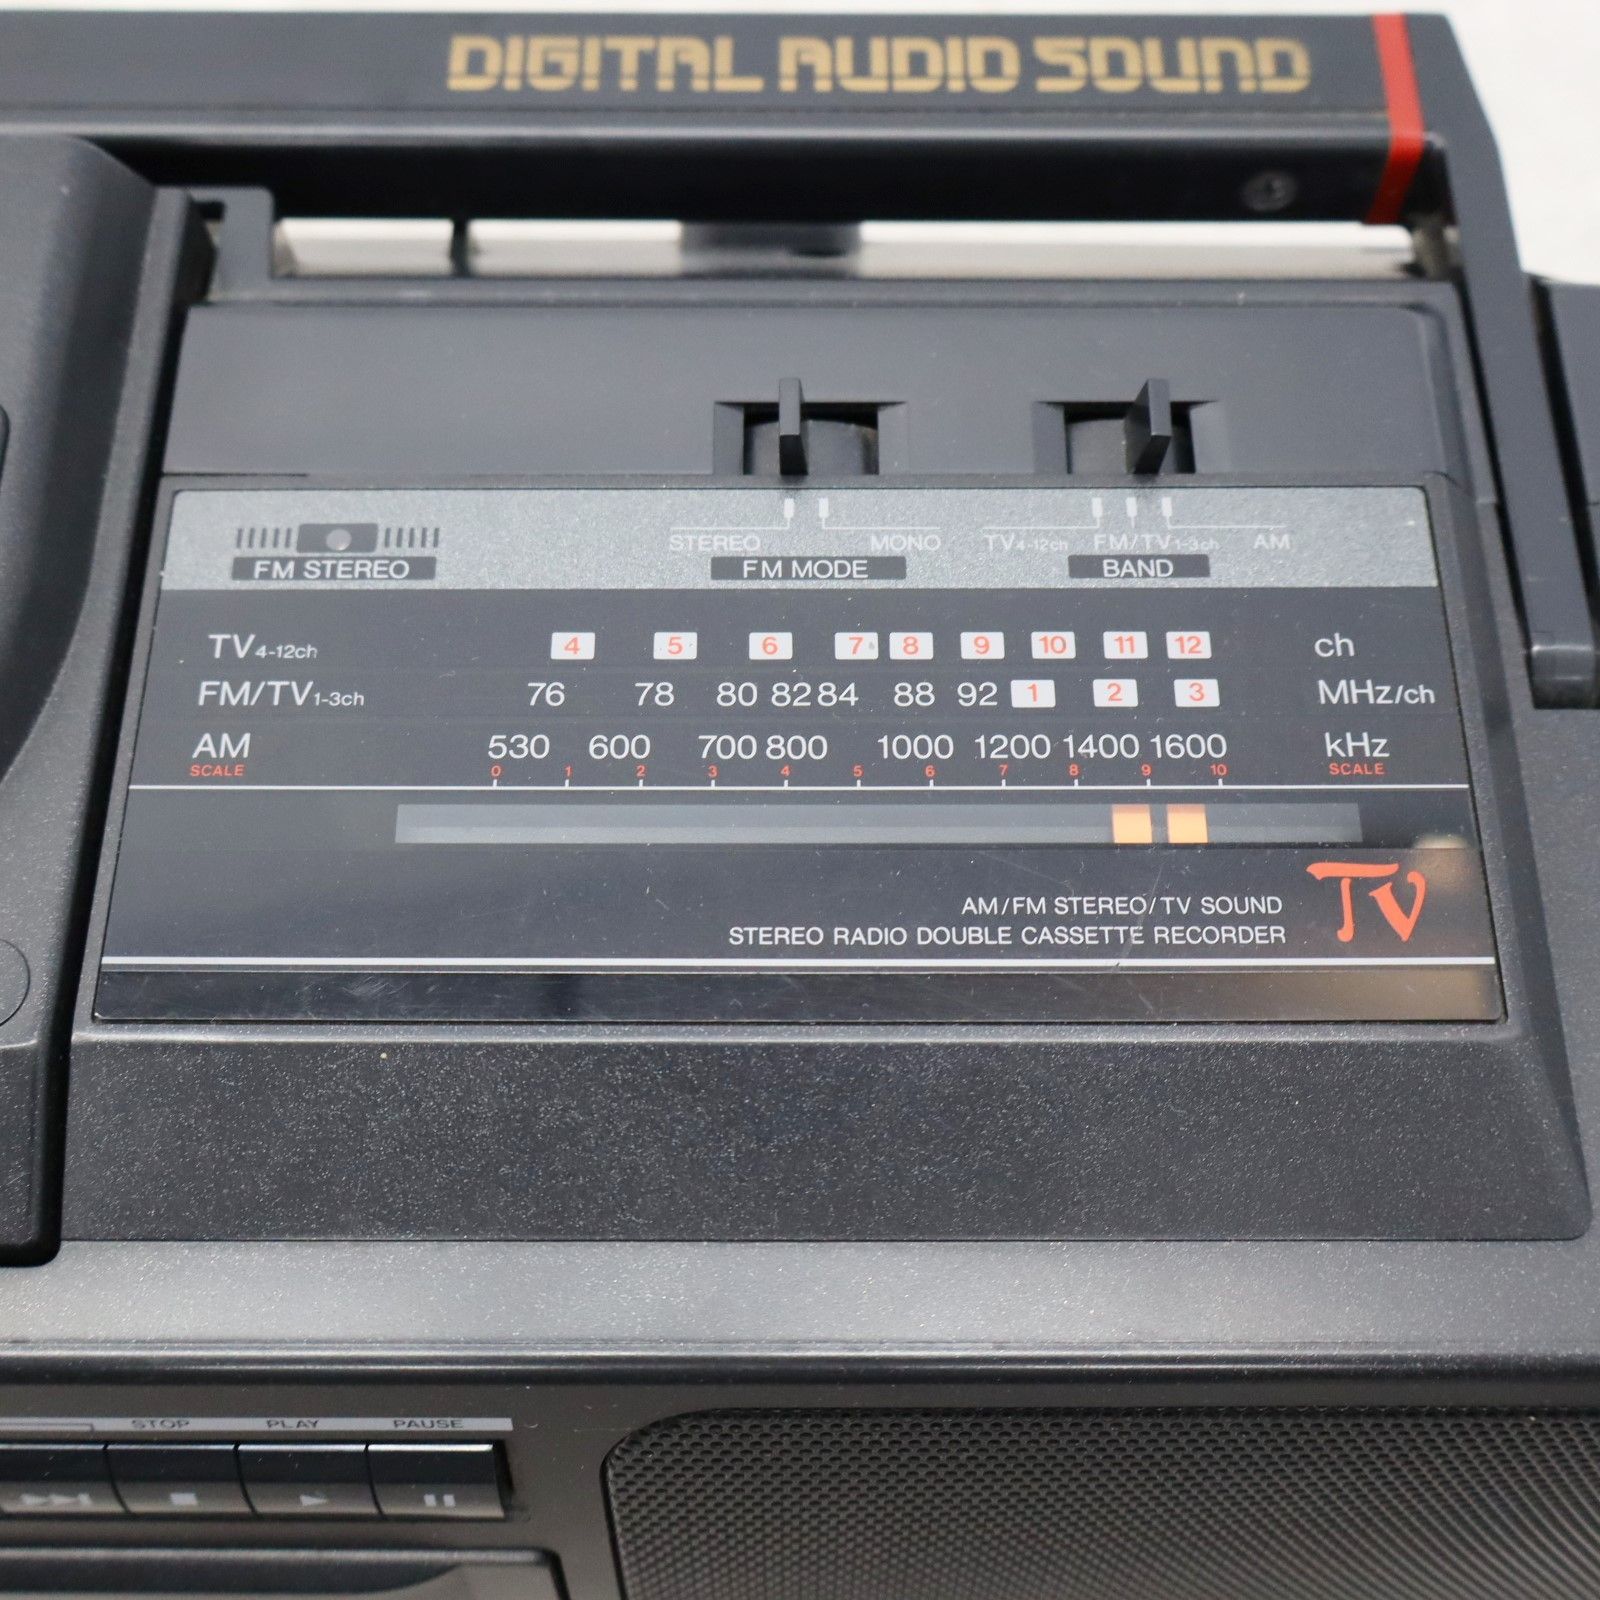 DIGITAL AUDIO SOUND
STEREO MONO TV4-12ch FM/TV1-3ch AM
FM STEREO FM MODE BAND
TV4-12ch 4 5 6 7 8 9 10 11 12 ch
FM/TV1-3ch 76 78 80 82 84 88 92 1 2 3 MHz/ch
AM 530 600 700 800 1000 1200 1400 1600 kHz
SCALE 0 1 2 3 4 5 6 7 8 9 10 SCALE
AM/FM STEREO/TV SOUND
STEREO RADIO DOUBLE CASSETTE RECORDER
TV
STOP PLAY PAUSE